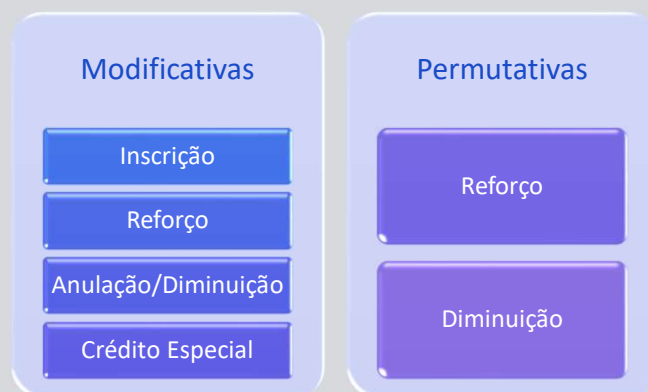 Modificativas
Inscrição
Reforço
Anulação/Diminuição
Crédito Especial
Permutativas
Reforço
Diminuição